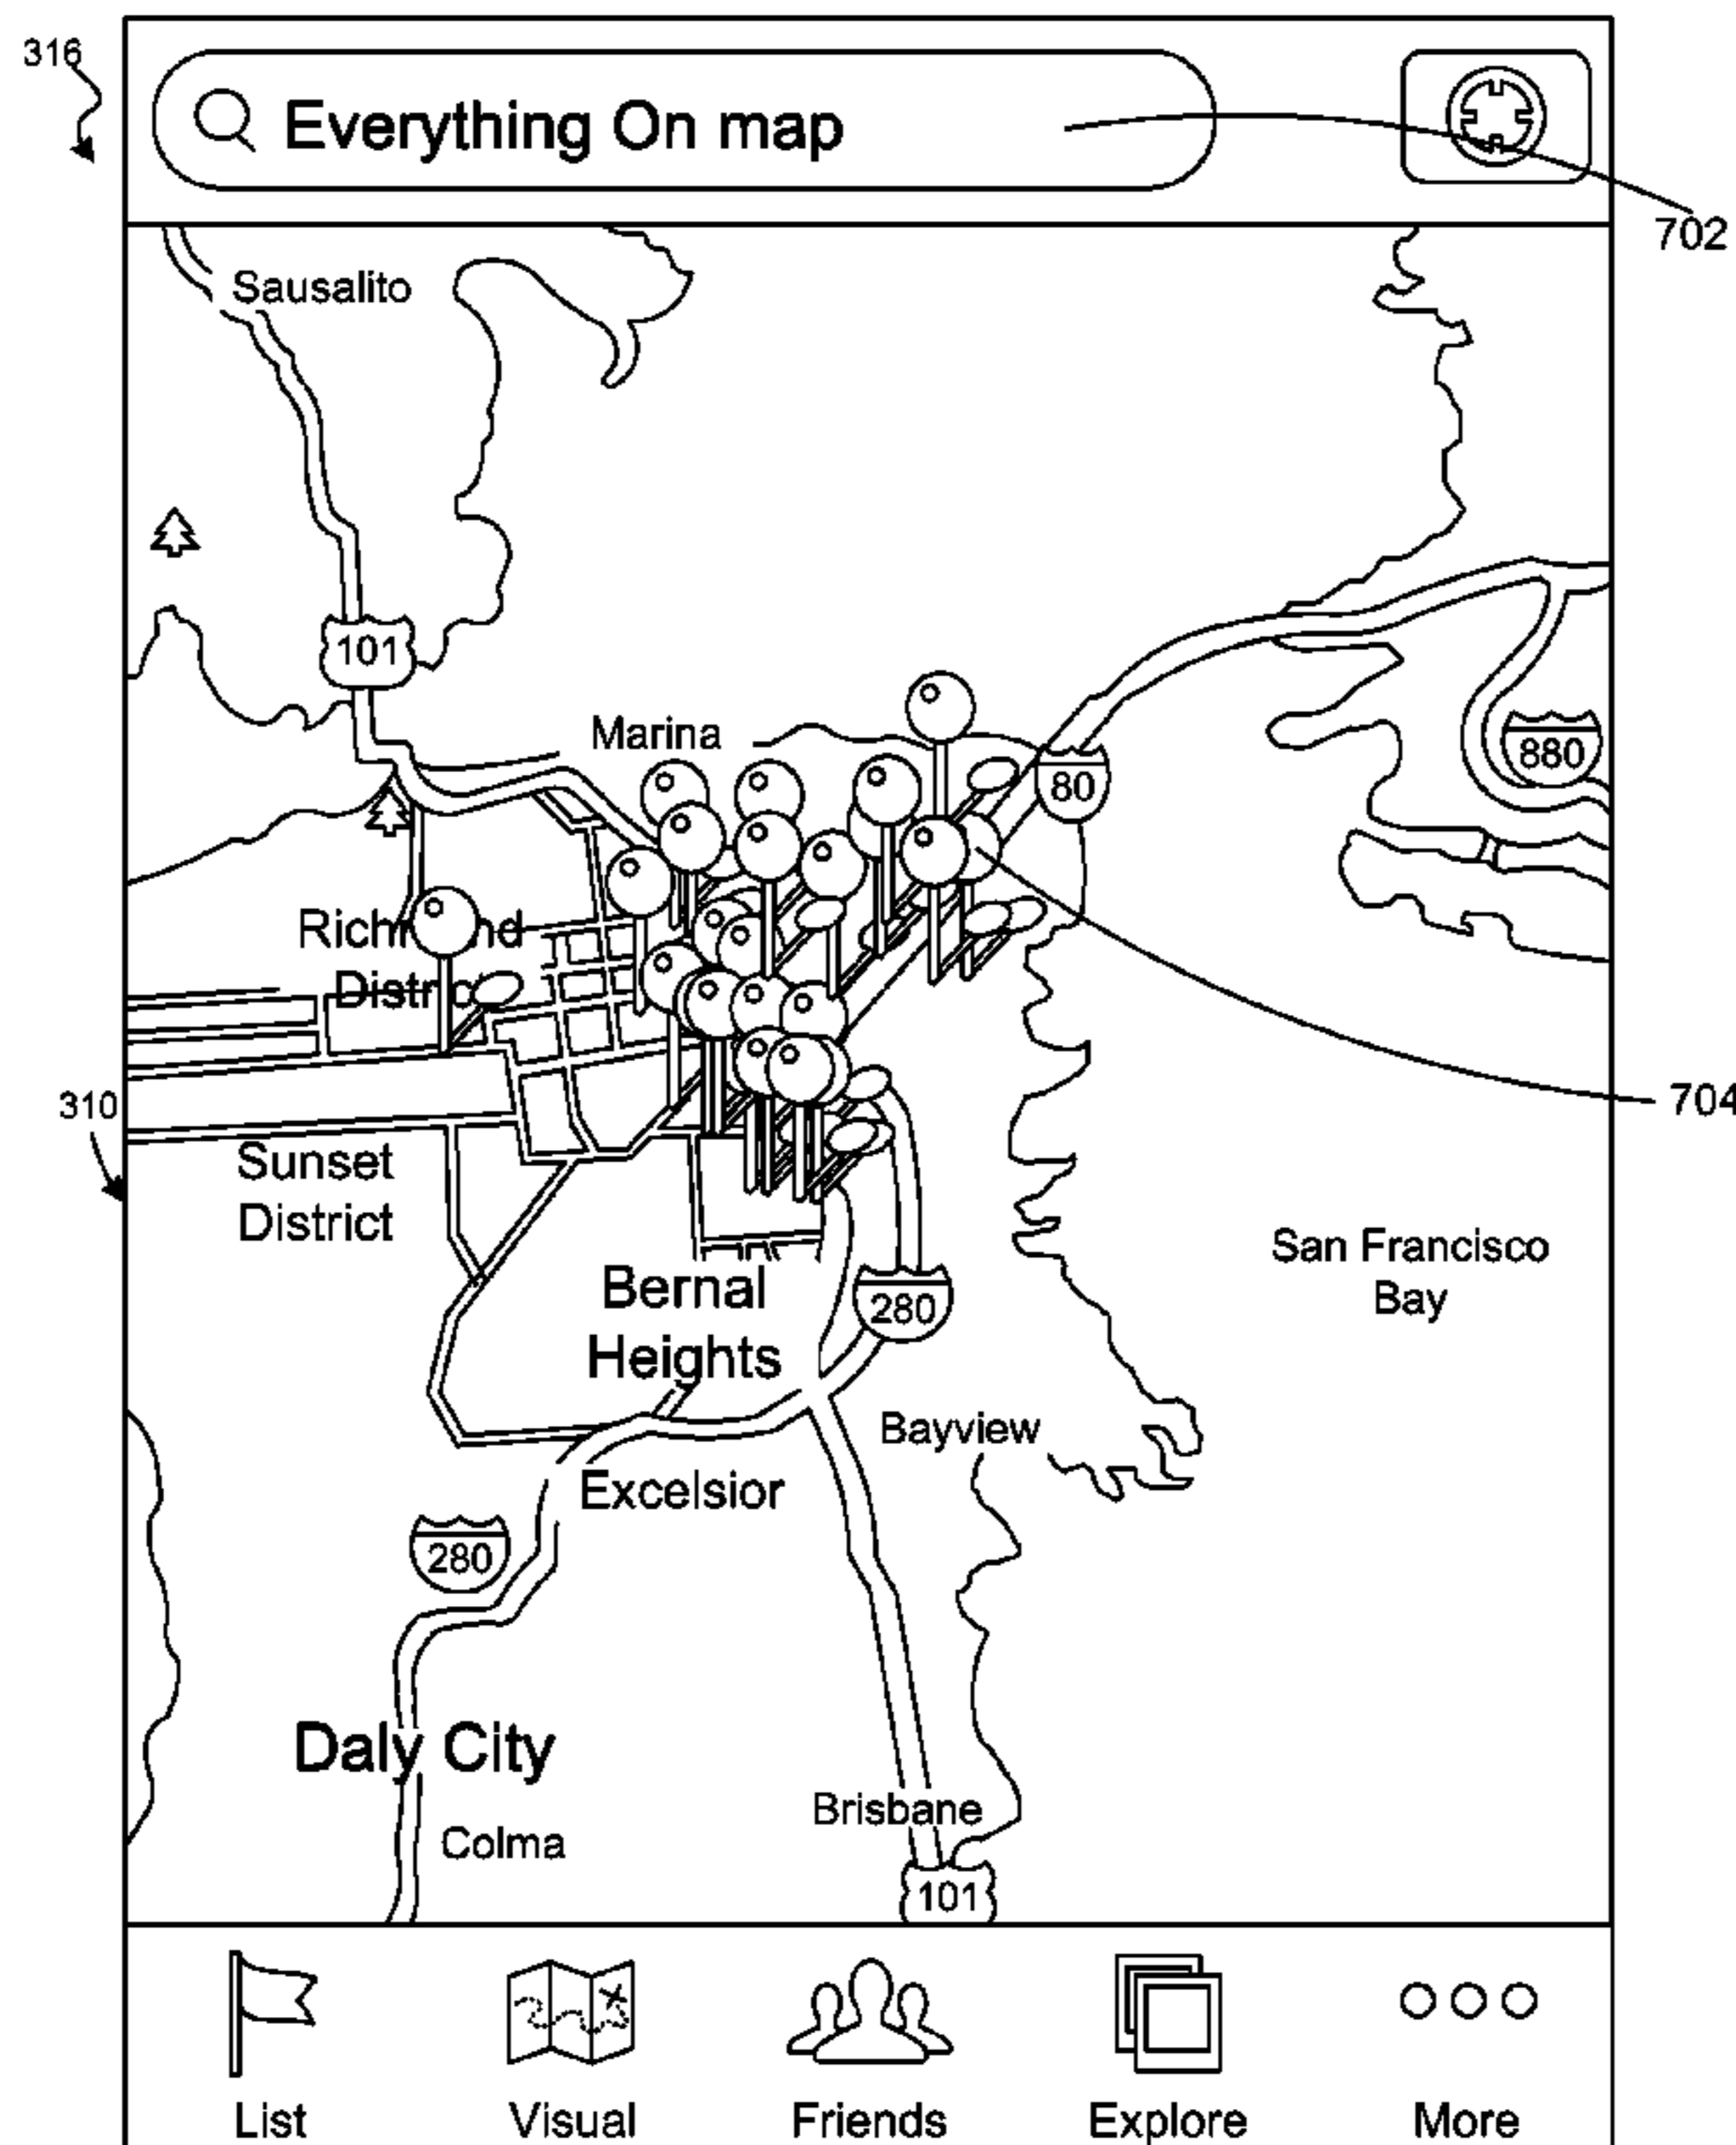 316
Everything On map
702
Sausalito
101
Marina
880
80
Richmond
District
704
310
Sunset
District
San Francisco
Bay
Bernal
Heights
280
Bayview
Excelsior
280
Daly City
Brisbane
Colma
101
List
Visual
Friends
Explore
More